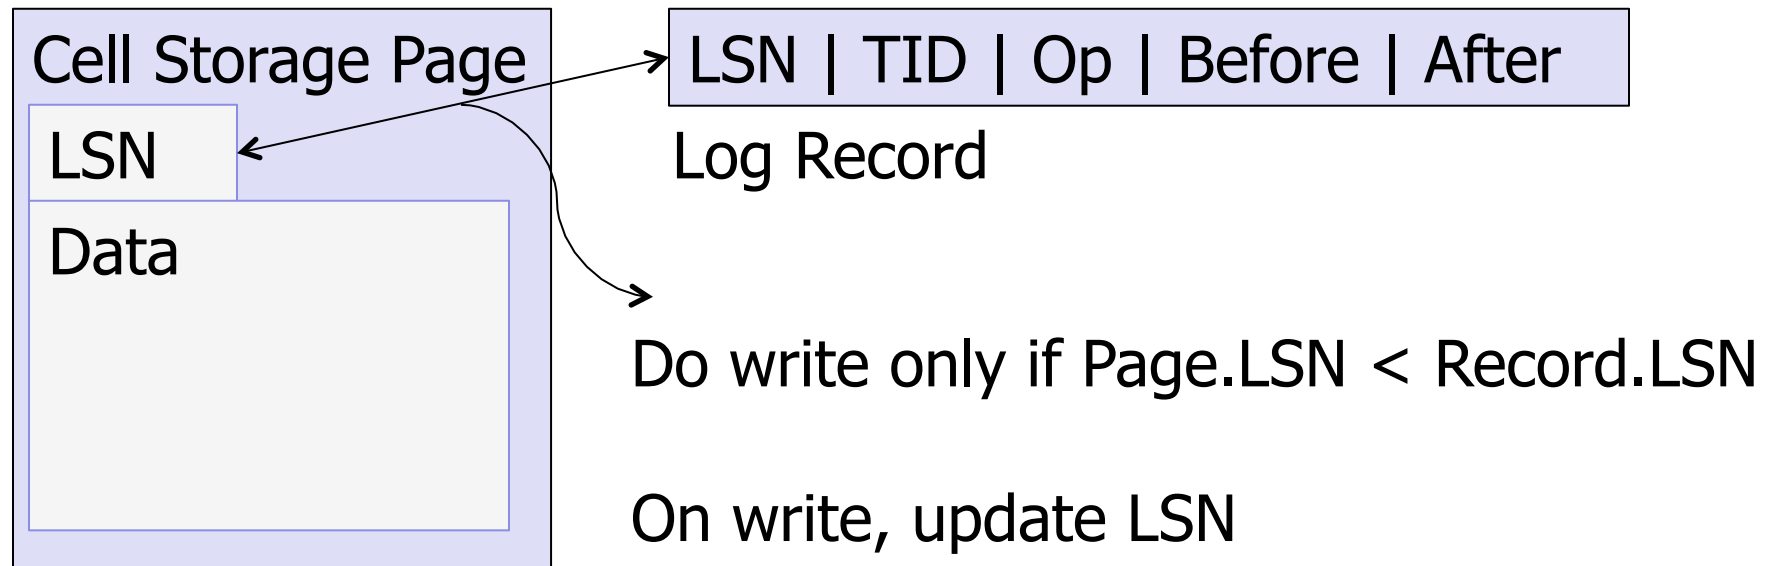 Cell Storage Page
LSN
Data
LSN | TID | Op | Before | After
Log Record
Do write only if Page.LSN < Record.LSN
On write, update LSN